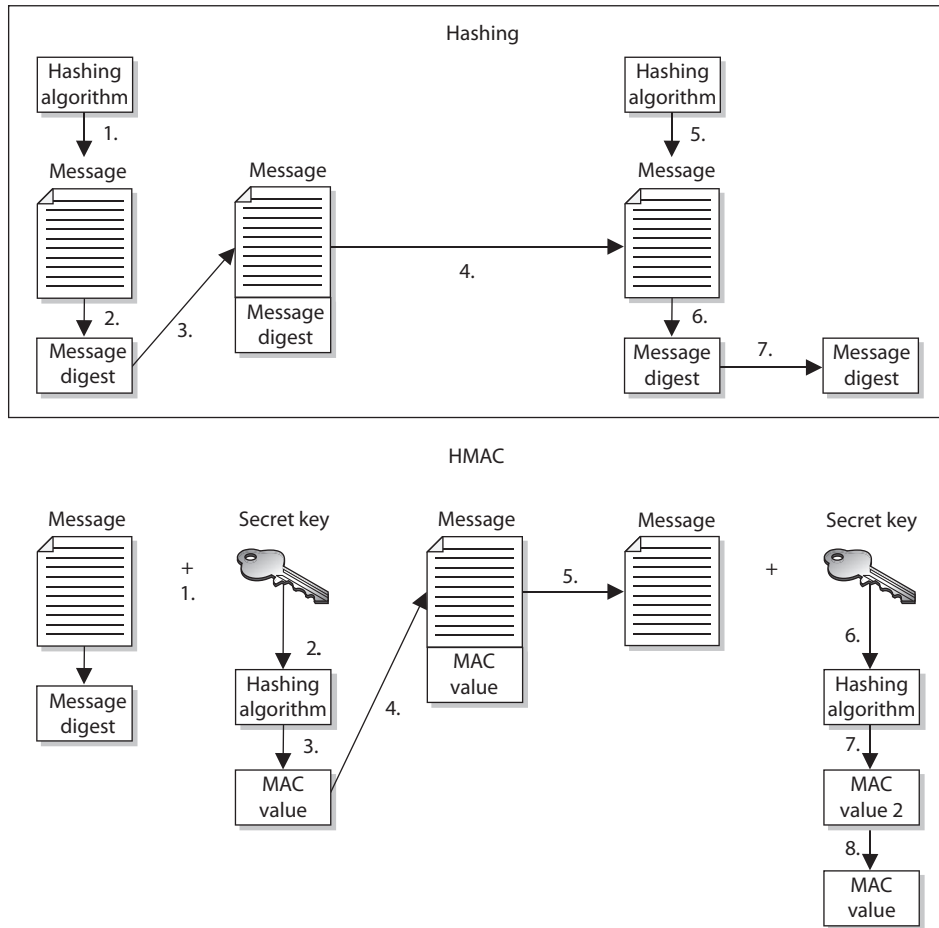 Hashing
Hashing
algorithm
1.
Message
2.
Message
digest
3.
Message
Message
digest
4.
Hashing
algorithm
5.
Message
6.
Message
digest
7.
Message
digest
HMAC
Message
Message
digest
+
1.
Secret key
2.
Hashing
algorithm
3.
MAC
value
4.
Message
MAC
value
5.
Message
+
Secret key
6.
Hashing
algorithm
7.
MAC
value 2
8.
MAC
value